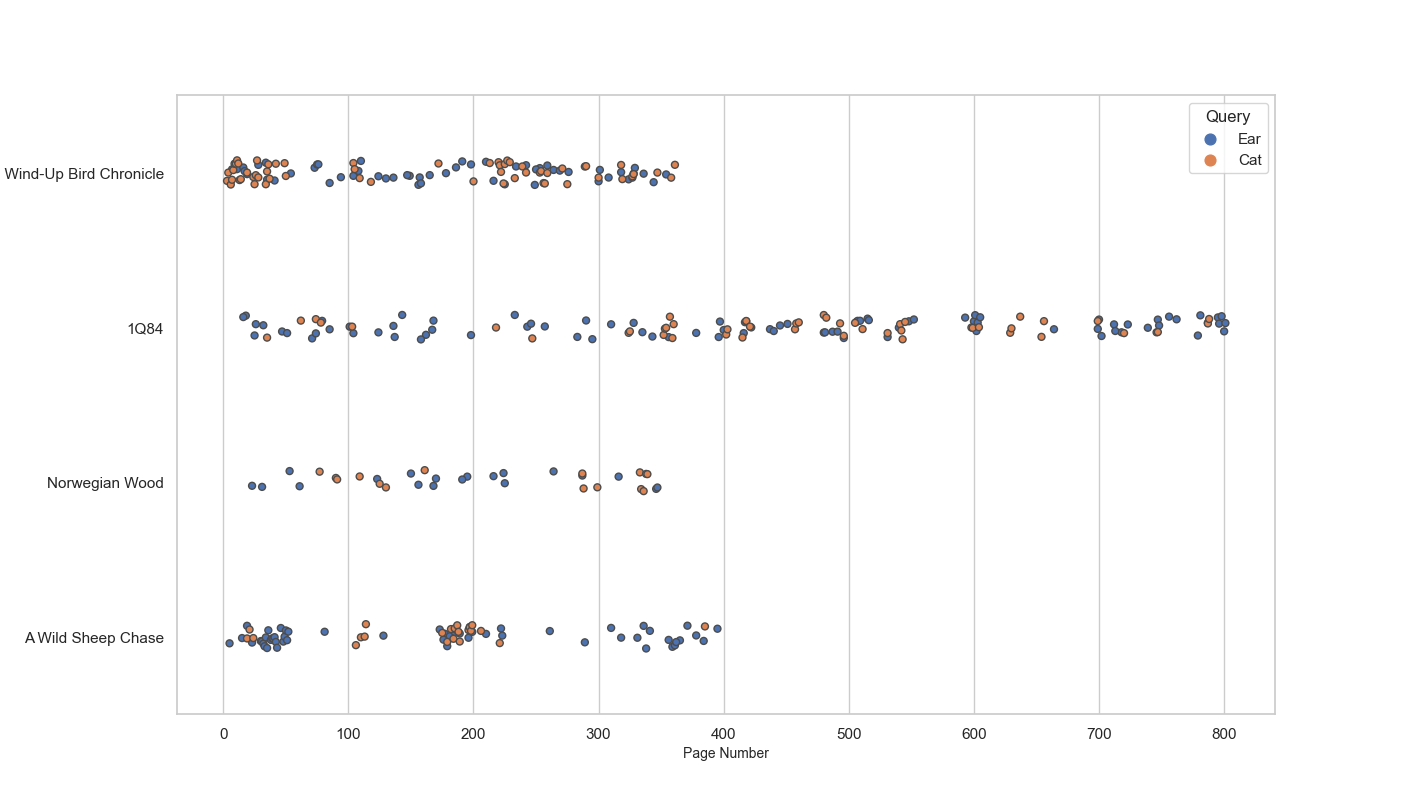 Query
Ear
Cat
Wind-Up Bird Chronicle
1Q84
Norwegian Wood
A Wild Sheep Chase
0 100 200 300 400 500 600 700 800
Page Number